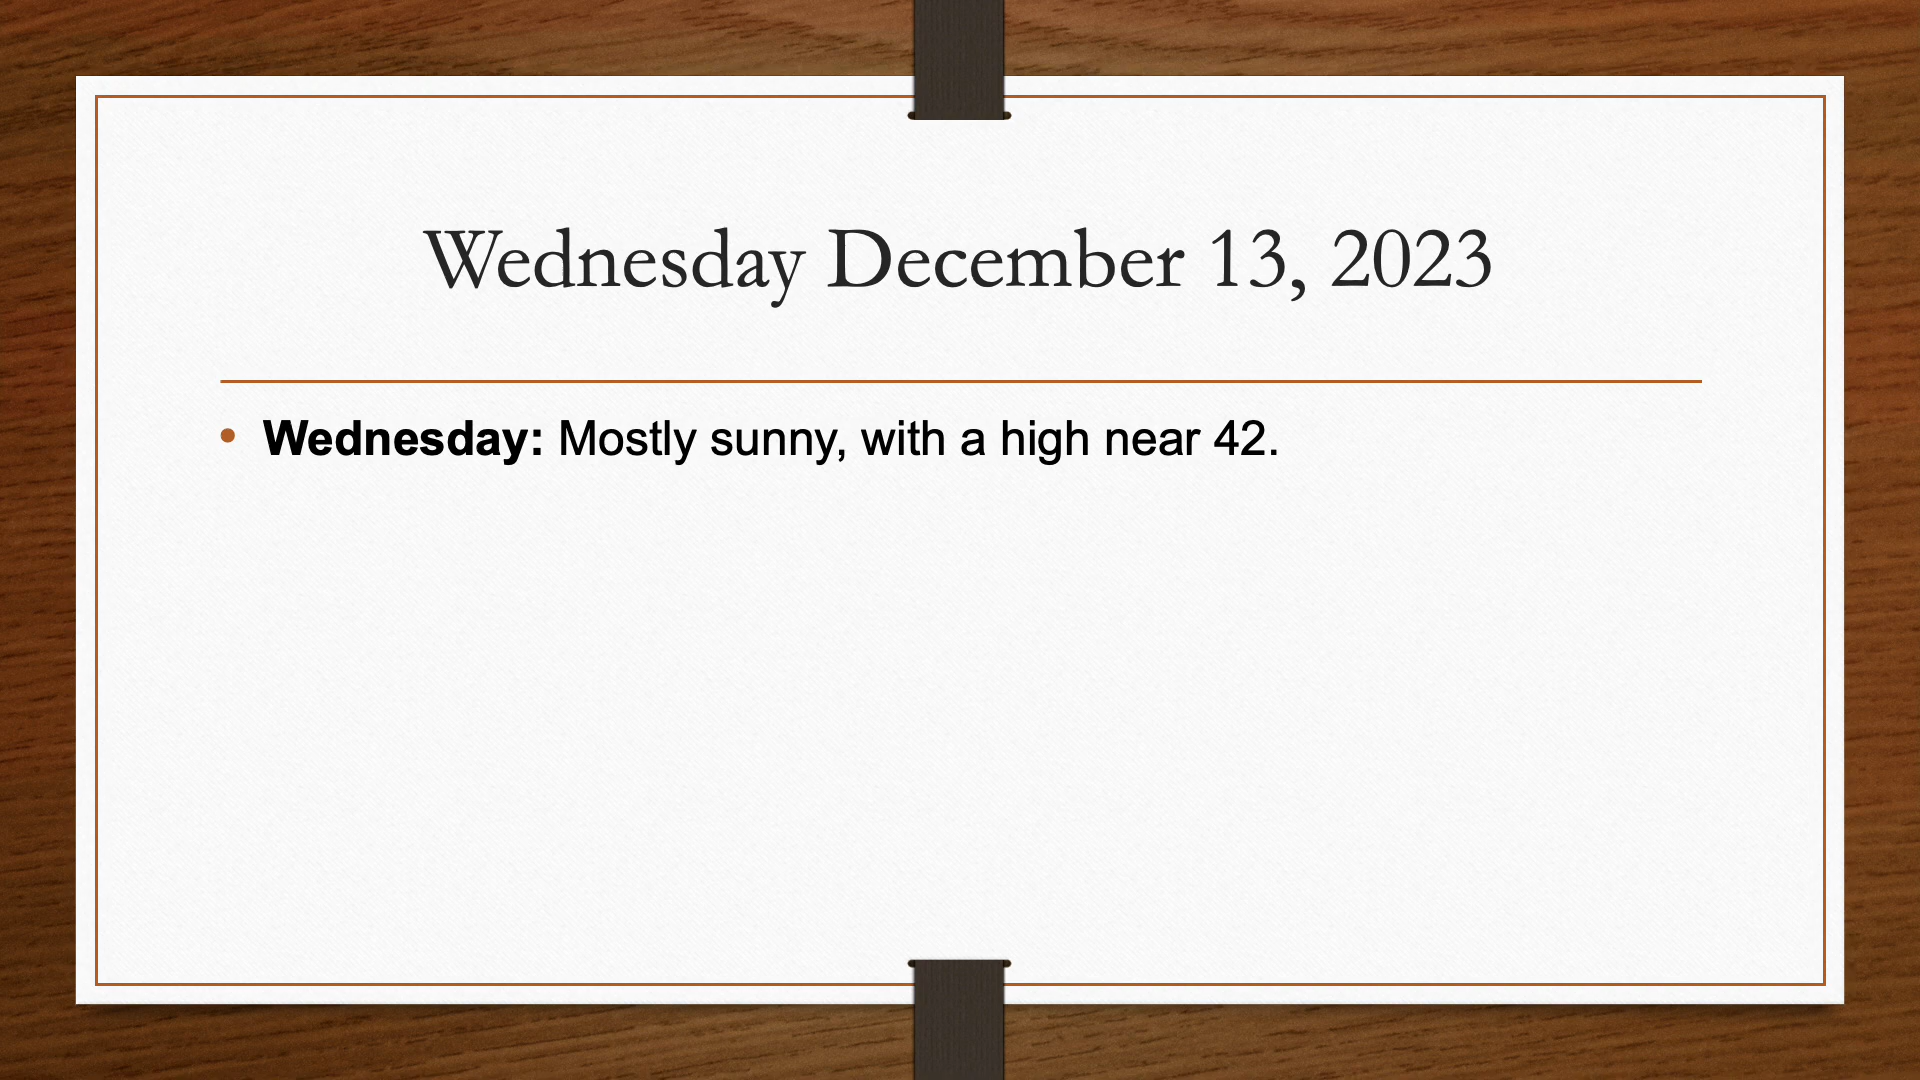 Wednesday December 13, 2023
• Wednesday: Mostly sunny, with a high near 42.